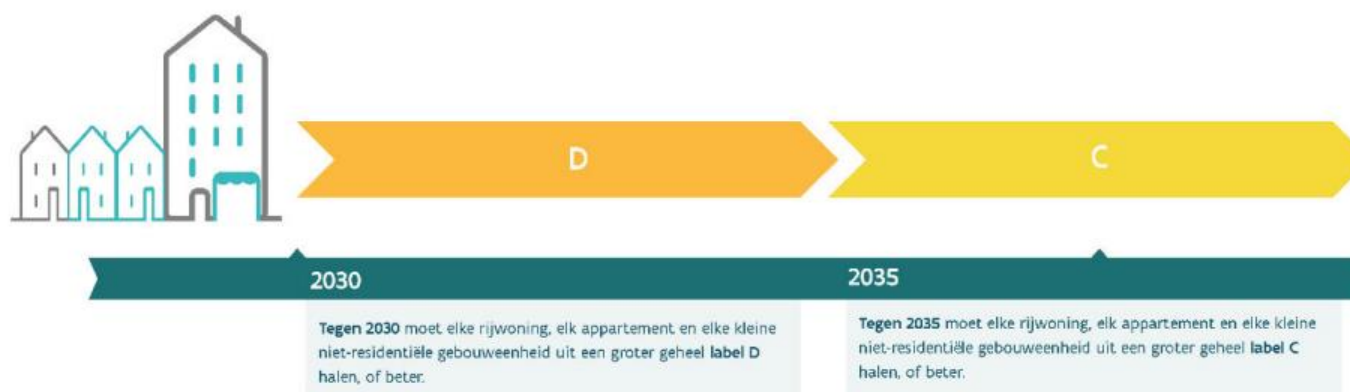 D
C
2030
2035
Tegen 2030 moet elke rijwoning, elk appartement en elke kleine
niet-residentiële gebouweenheid uit een groter geheel label D
halen, of beter.
Tegen 2035 moet elke rijwoning, elk appartement en elke kleine
niet-residentiële gebouweenheid uit een groter geheel label C
halen, of beter.